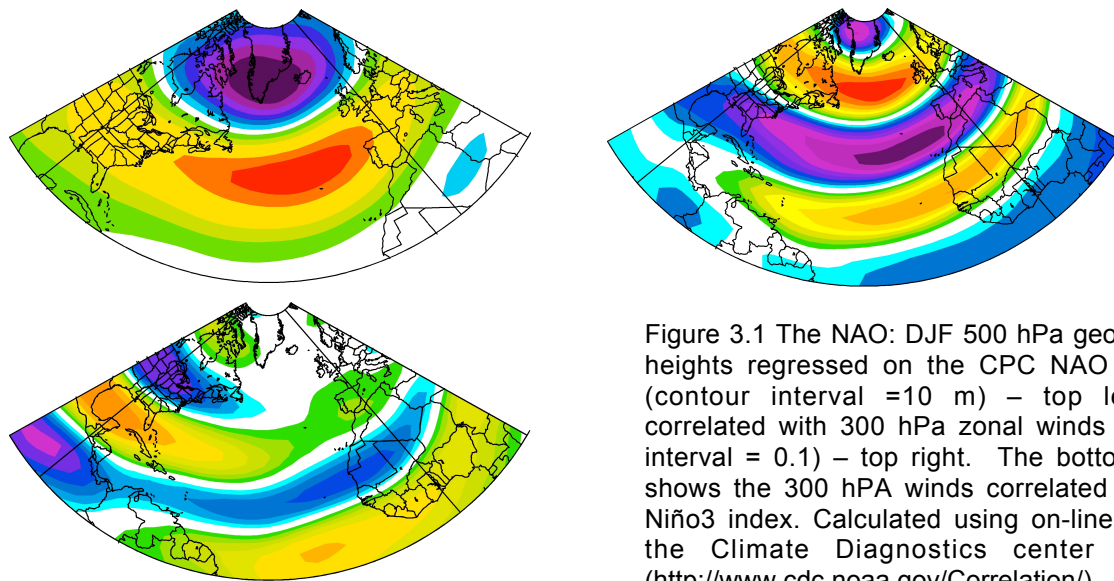 Figure 3.1 The NAO: DJF 500 hPa geo
heights regressed on the CPC NAO
(contour interval =10 m) – top le
correlated with 300 hPa zonal winds
interval = 0.1) – top right. The botto
shows the 300 hPA winds correlated
Niño3 index. Calculated using on-line
the Climate Diagnostics center
(http://www.cdc.noaa.gov/Correlation/)